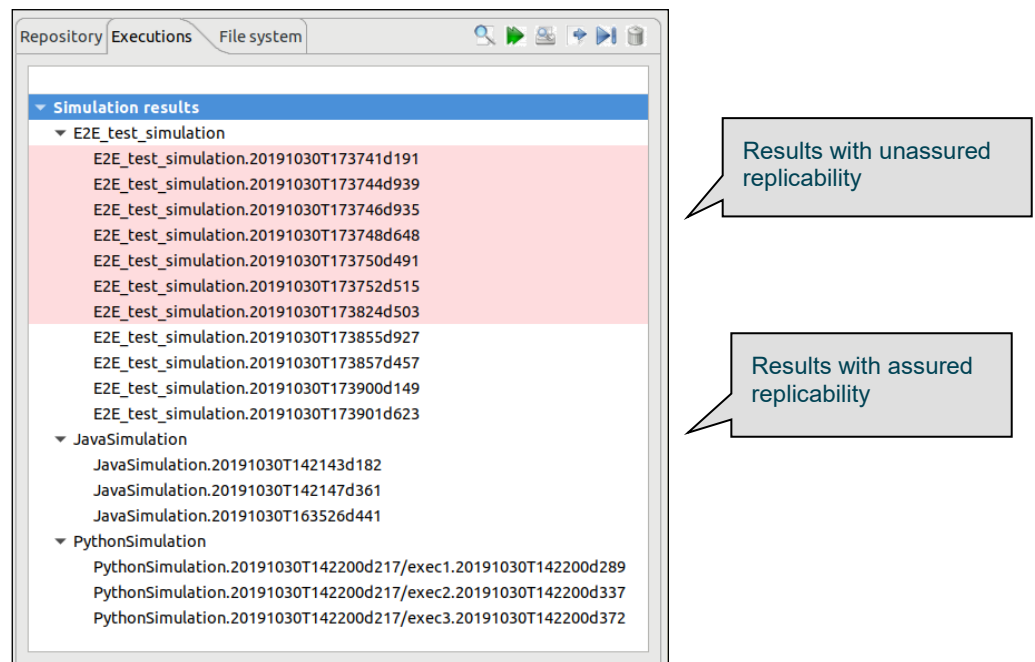 Repository Executions File system
Simulation results
E2E_test_simulation
E2E_test_simulation.20191030T173741d191
E2E_test_simulation.20191030T173744d939
E2E_test_simulation.20191030T173746d935
E2E_test_simulation.20191030T173748d648
E2E_test_simulation.20191030T173750d491
E2E_test_simulation.20191030T173752d515
E2E_test_simulation.20191030T173824d503
E2E_test_simulation.20191030T173855d927
E2E_test_simulation.20191030T173857d457
E2E_test_simulation.20191030T173900d149
E2E_test_simulation.20191030T173901d623
JavaSimulation
JavaSimulation.20191030T142143d182
JavaSimulation.20191030T142147d361
JavaSimulation.20191030T163526d441
PythonSimulation
PythonSimulation.20191030T142200d217/exec1.20191030T142200d289
PythonSimulation.20191030T142200d217/exec2.20191030T142200d337
PythonSimulation.20191030T142200d217/exec3.20191030T142200d372
Results with unassured
replicability
Results with assured
replicability